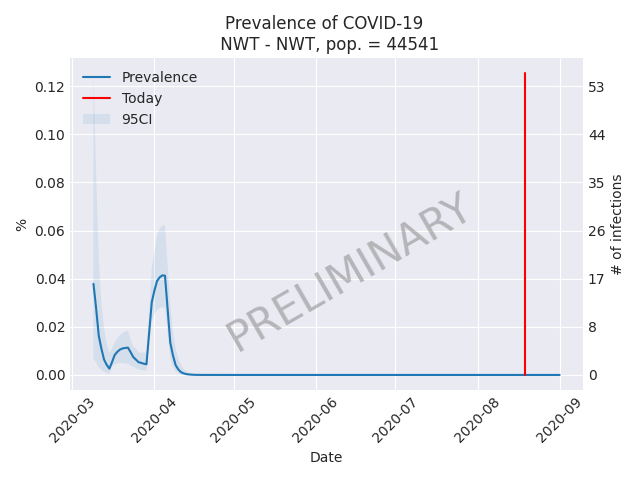 Prevalence of COVID-19
NWT - NWT, pop. = 44541
Prevalence
Today
95CI
0.12
0.10
0.08
0.06
0.04
0.02
0.00
%
53
44
35
26
17
8
0
# of infections
PRELIMINARY
2020-03
2020-04
2020-05
2020-06
2020-07
2020-08
2020-09
Date